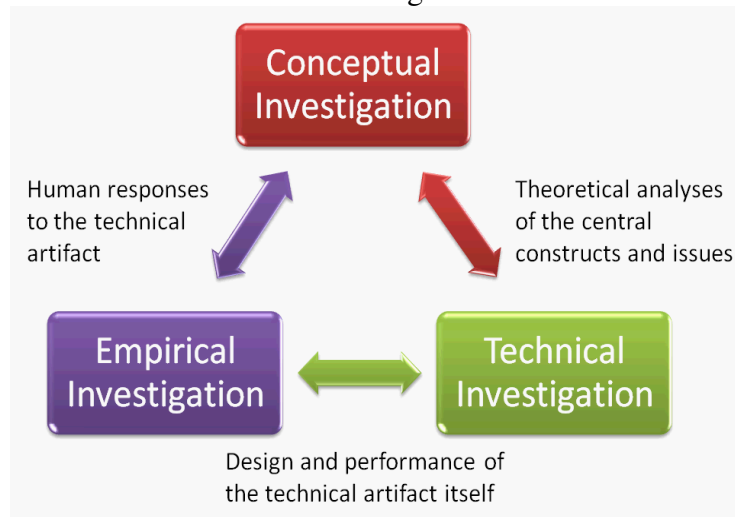 Conceptual
Investigation
Human responses
to the technical
artifact
Theoretical analyses
of the central
constructs and issues
Empirical
Investigation
Technical
Investigation
Design and performance of
the technical artifact itself